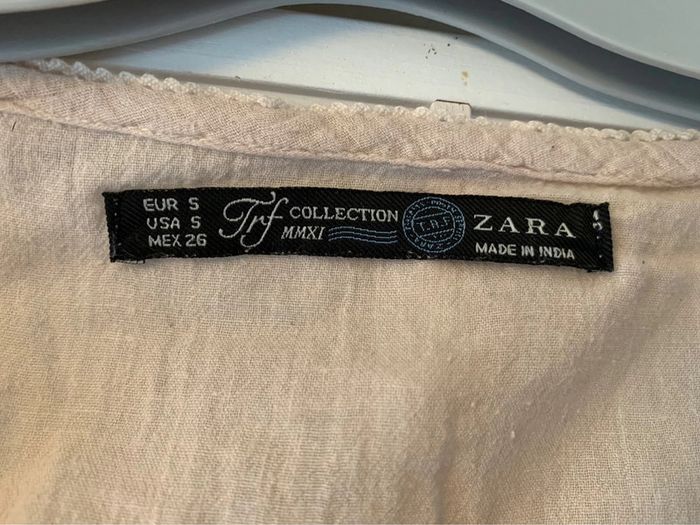 EUR S
USA S
MEX 26
Trf COLLECTION
MMXI
T.R.F
ZARA
MADE IN INDIA